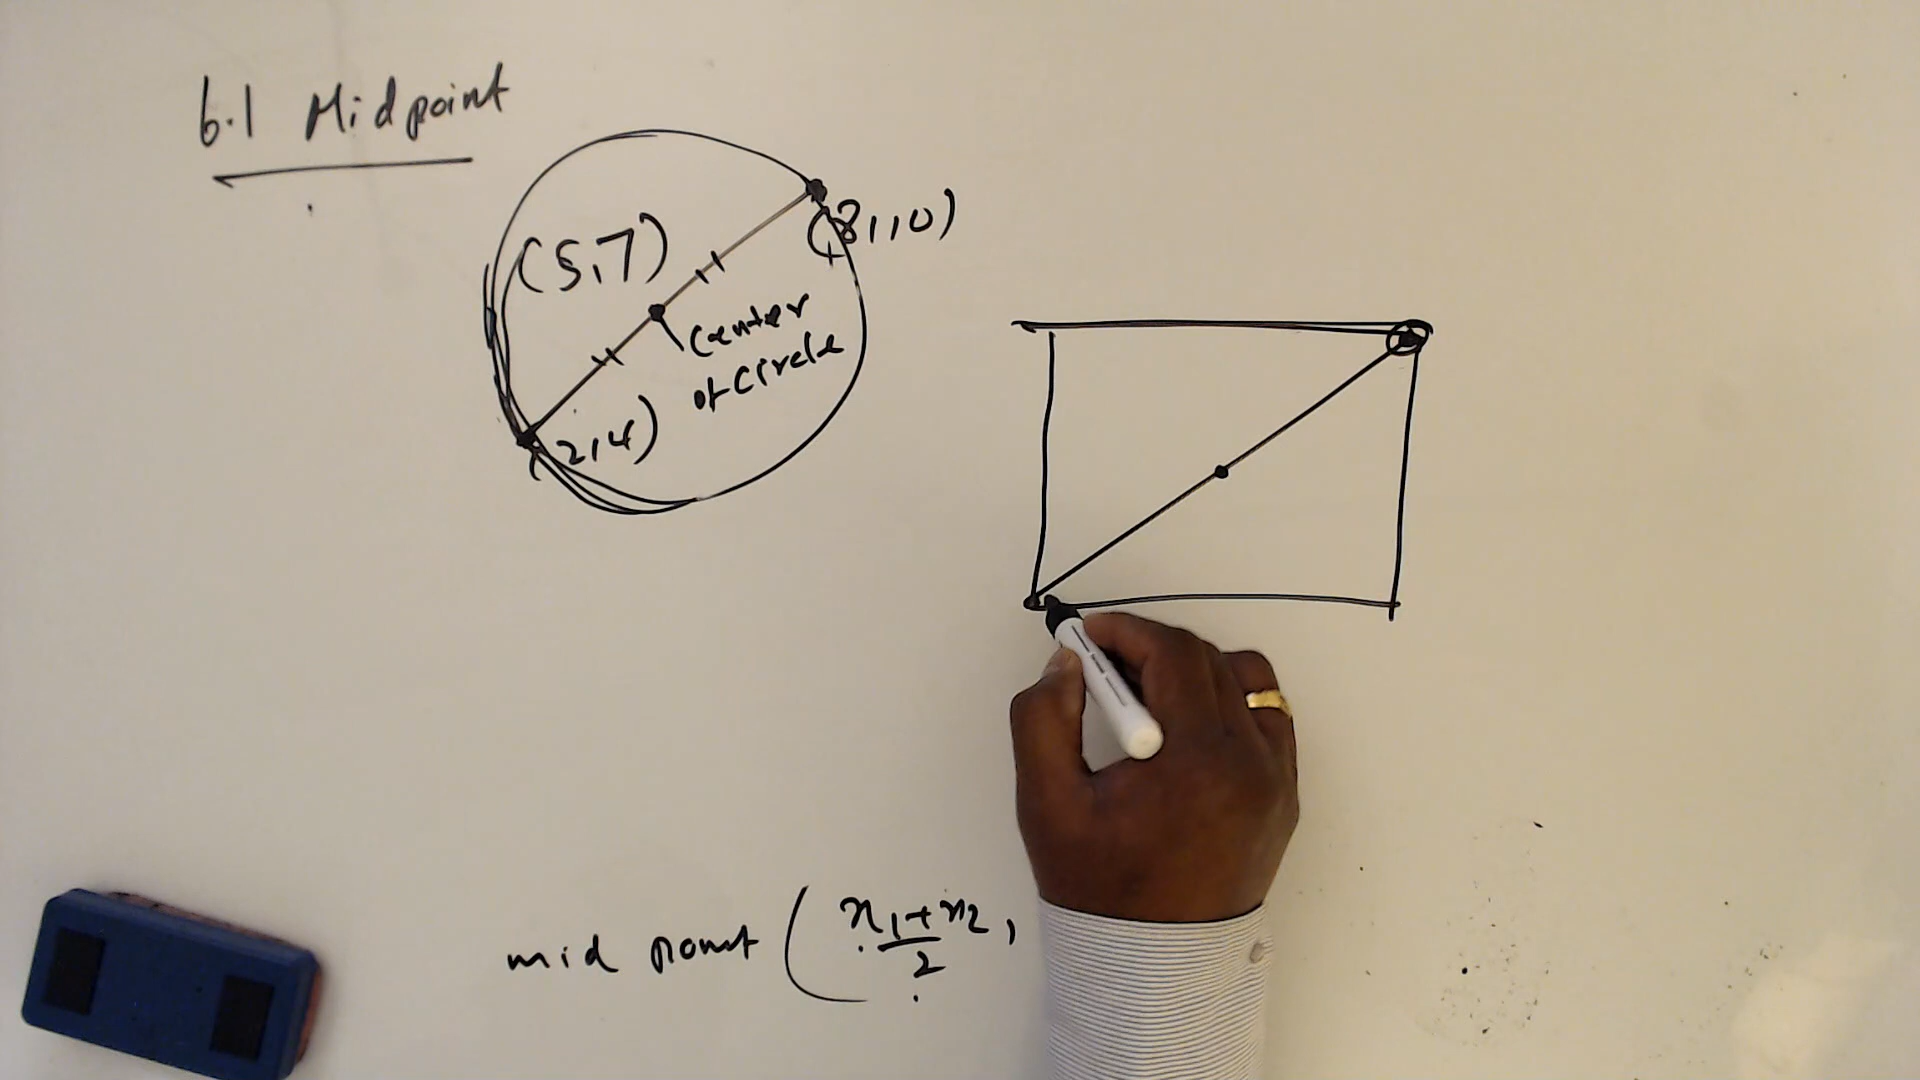 6.1 Midpoint
(5,7)
(8,10)
Center
of circle
(2,4)
mid point ( x1+x2 ,
2